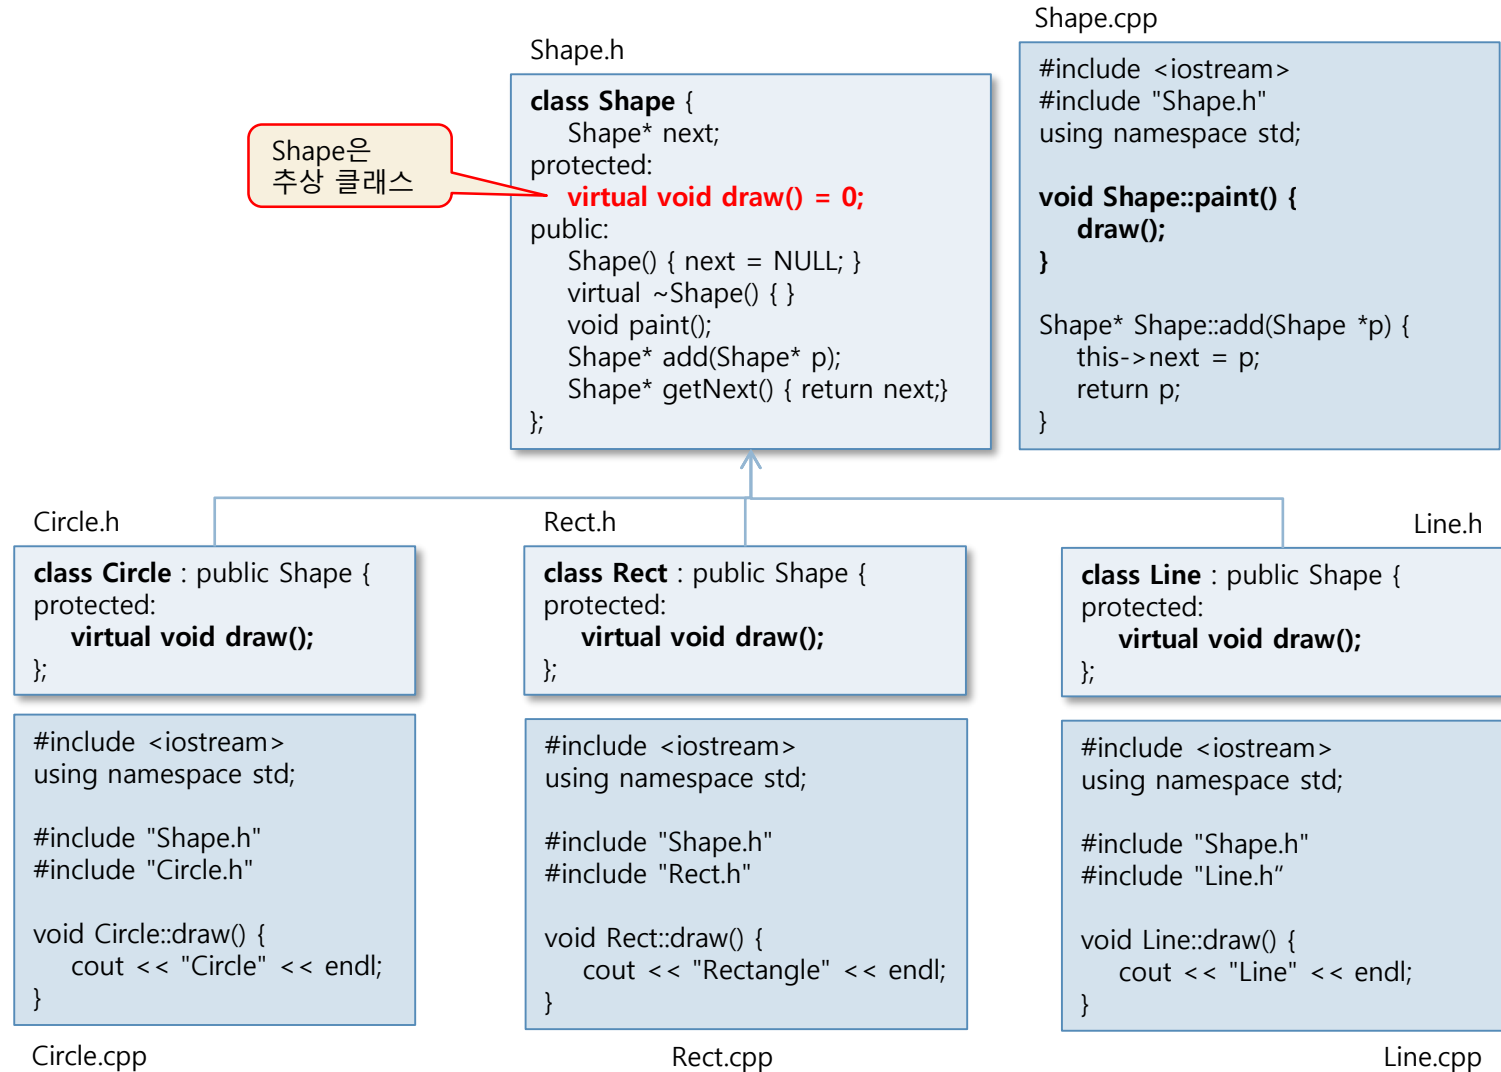 Shape.h
class Shape {
Shape* next;
protected:
virtual void draw() = 0;
public:
Shape() { next = NULL; }
virtual ~Shape() { }
void paint();
Shape* add(Shape* p);
Shape* getNext() { return next;}
};
Shape은
추상 클래스
Shape.cpp
#include <iostream>
#include "Shape.h"
using namespace std;
void Shape::paint() {
draw();
}
Shape* Shape::add(Shape *p) {
this->next = p;
return p;
}
Circle.h
class Circle : public Shape {
protected:
virtual void draw();
};
#include <iostream>
using namespace std;
#include "Shape.h"
#include "Circle.h"
void Circle::draw() {
cout << "Circle" << endl;
}
Circle.cpp
Rect.h
class Rect : public Shape {
protected:
virtual void draw();
};
#include <iostream>
using namespace std;
#include "Shape.h"
#include "Rect.h"
void Rect::draw() {
cout << "Rectangle" << endl;
}
Rect.cpp
Line.h
class Line : public Shape {
protected:
virtual void draw();
};
#include <iostream>
using namespace std;
#include "Shape.h"
#include "Line.h“
void Line::draw() {
cout << "Line" << endl;
}
Line.cpp